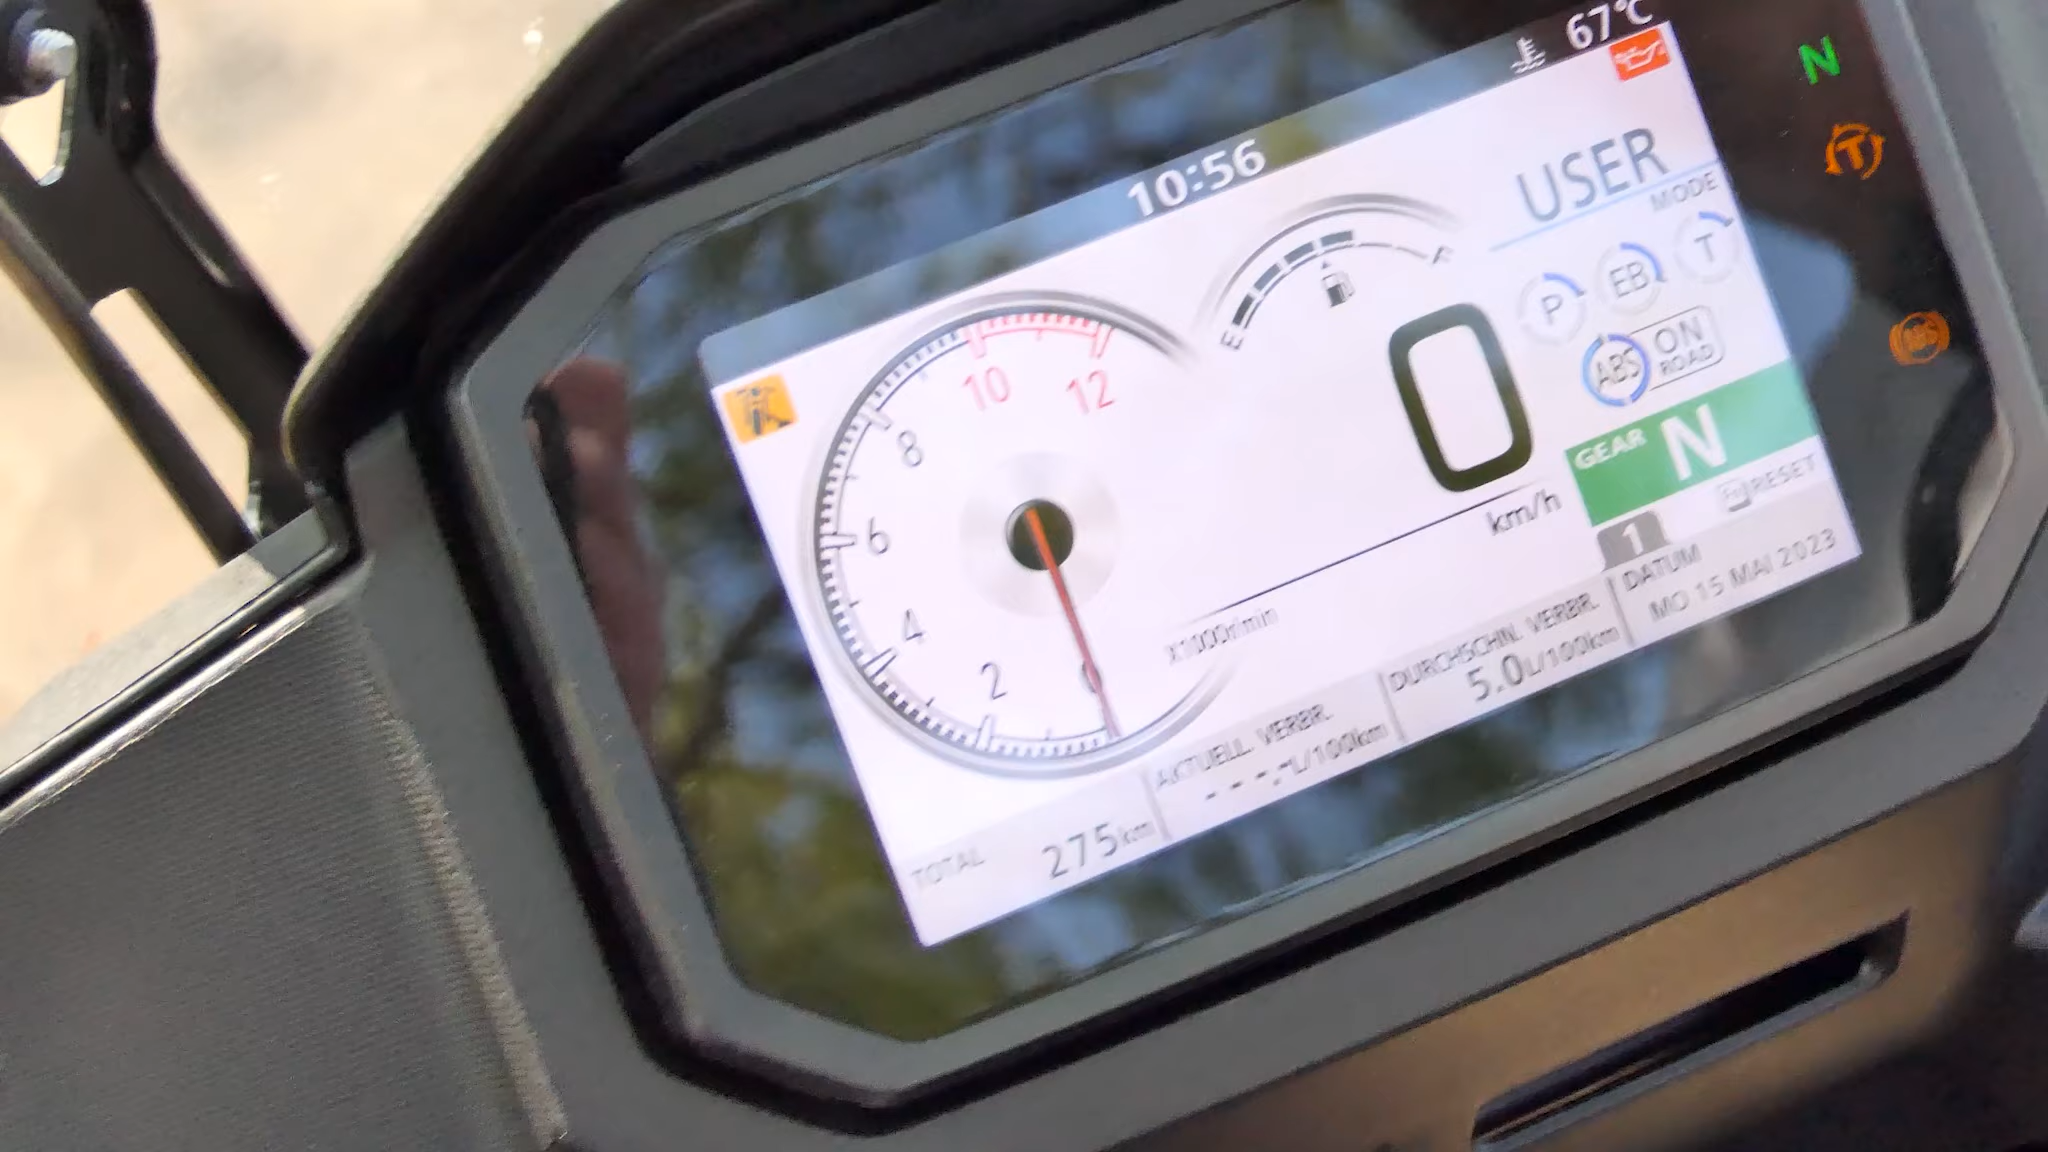 67°C
N
10:56
USER
MODE
T
P
EB
T
E
F
ABS
ON
ROAD
ABS
10
12
8
6
4
2
0
0
km/h
GEAR N
Fn RESET
1
x1000r/min
DATUM
MO 15 MAI 2023
DURCHSCHN. VERBR.
5.0L/100km
AKTUELL. VERBR.
--.-L/100km
TOTAL
275km